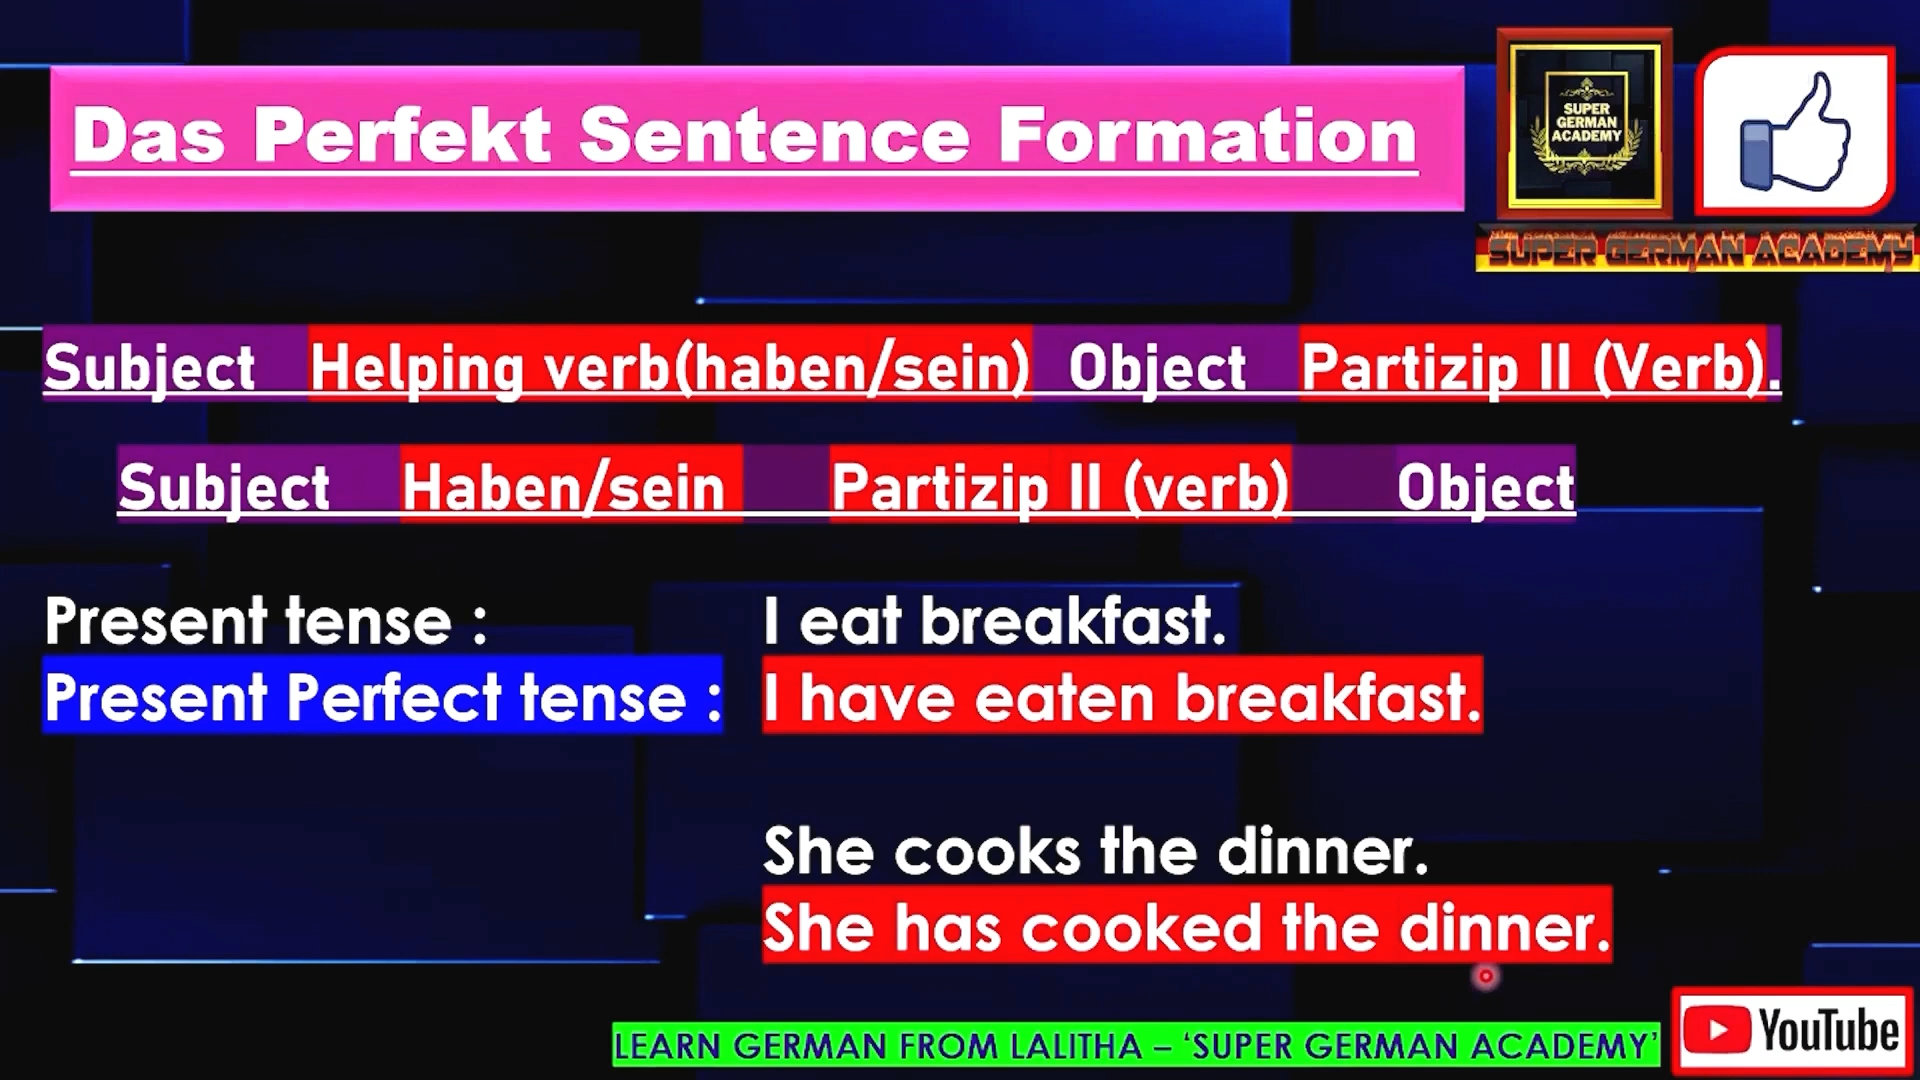 Das Perfekt Sentence Formation
SUPER
GERMAN
ACADEMY
SUPER GERMAN ACADEMY
Subject Helping verb(haben/sein) Object Partizip II (Verb).
Subject Haben/sein Partizip II (verb) Object
Present tense : I eat breakfast.
Present Perfect tense : I have eaten breakfast.
She cooks the dinner.
She has cooked the dinner.
LEARN GERMAN FROM LALITHA – ‘SUPER GERMAN ACADEMY’
YouTube